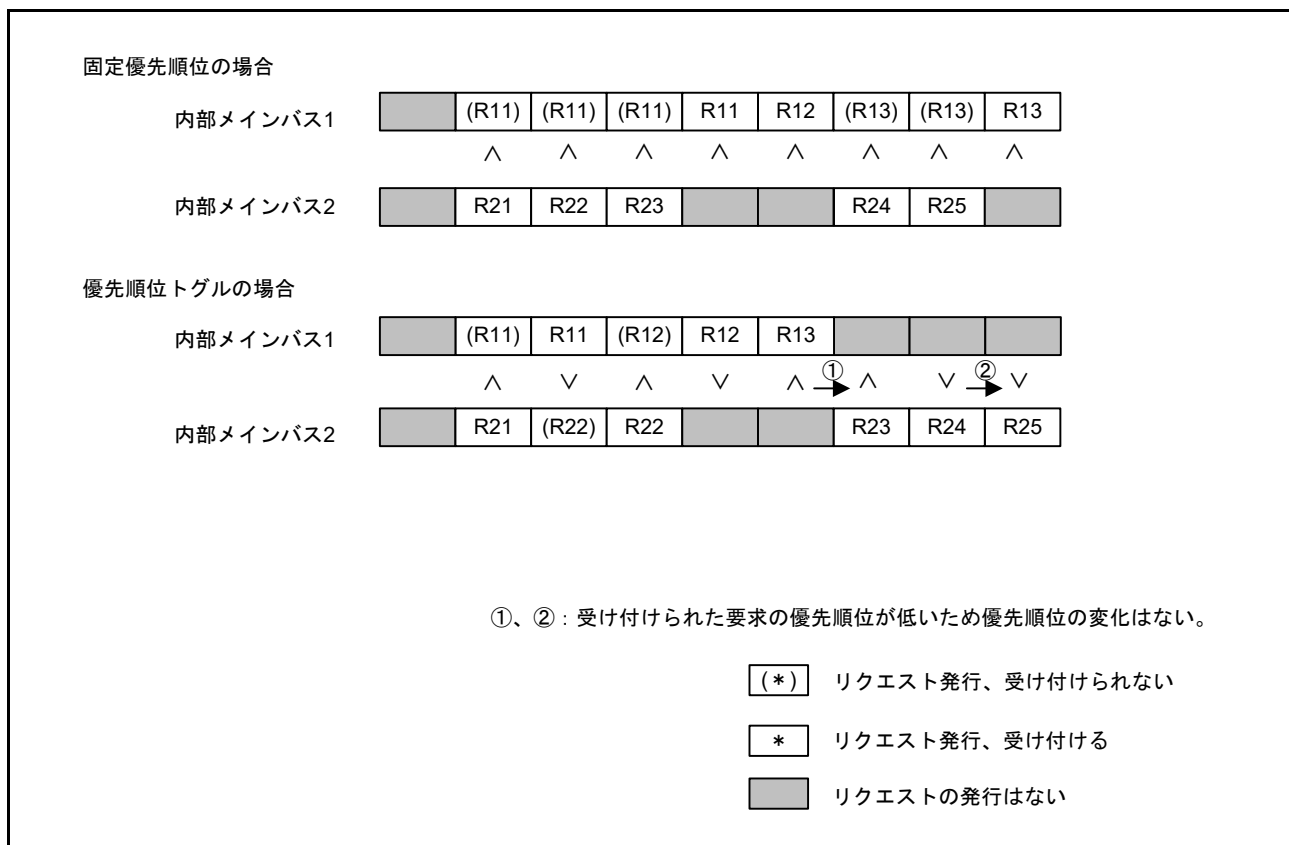 固定優先順位の場合
内部メインバス1 (R11) (R11) (R11) R11 R12 (R13) (R13) R13
∧ ∧ ∧ ∧ ∧ ∧ ∧ ∧
内部メインバス2 R21 R22 R23 R24 R25
優先順位トグルの場合
内部メインバス1 (R11) R11 (R12) R12 R13
∧ ∨ ∧ ∨ ∧ ① ∧ ∨ ② ∨
内部メインバス2 R21 (R22) R22 R23 R24 R25
①、②：受け付けられた要求の優先順位が低いため優先順位の変化はない。
(*) リクエスト発行、受け付けられない
* リクエスト発行、受け付ける
リクエストの発行はない